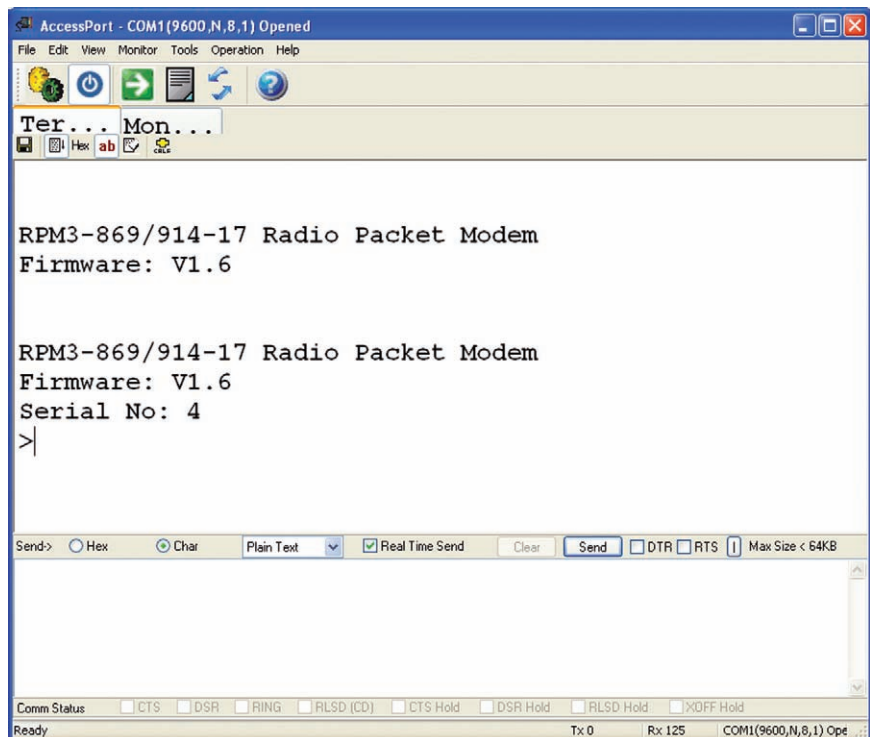 AccessPort - COM1(9600,N,8,1) Opened
File Edit View Monitor Tools Operation Help
Ter... Mon...
Hex ab CRLF
RPM3-869/914-17 Radio Packet Modem
Firmware: V1.6
RPM3-869/914-17 Radio Packet Modem
Firmware: V1.6
Serial No: 4
>
Send-> Hex Char Plain Text Real Time Send Clear Send DTR RTS Max Size < 64KB
Comm Status CTS DSR RING RLSD (CD) CTS Hold DSR Hold RLSD Hold XOFF Hold
Ready Tx 0 Rx 125 COM1(9600,N,8,1) Ope